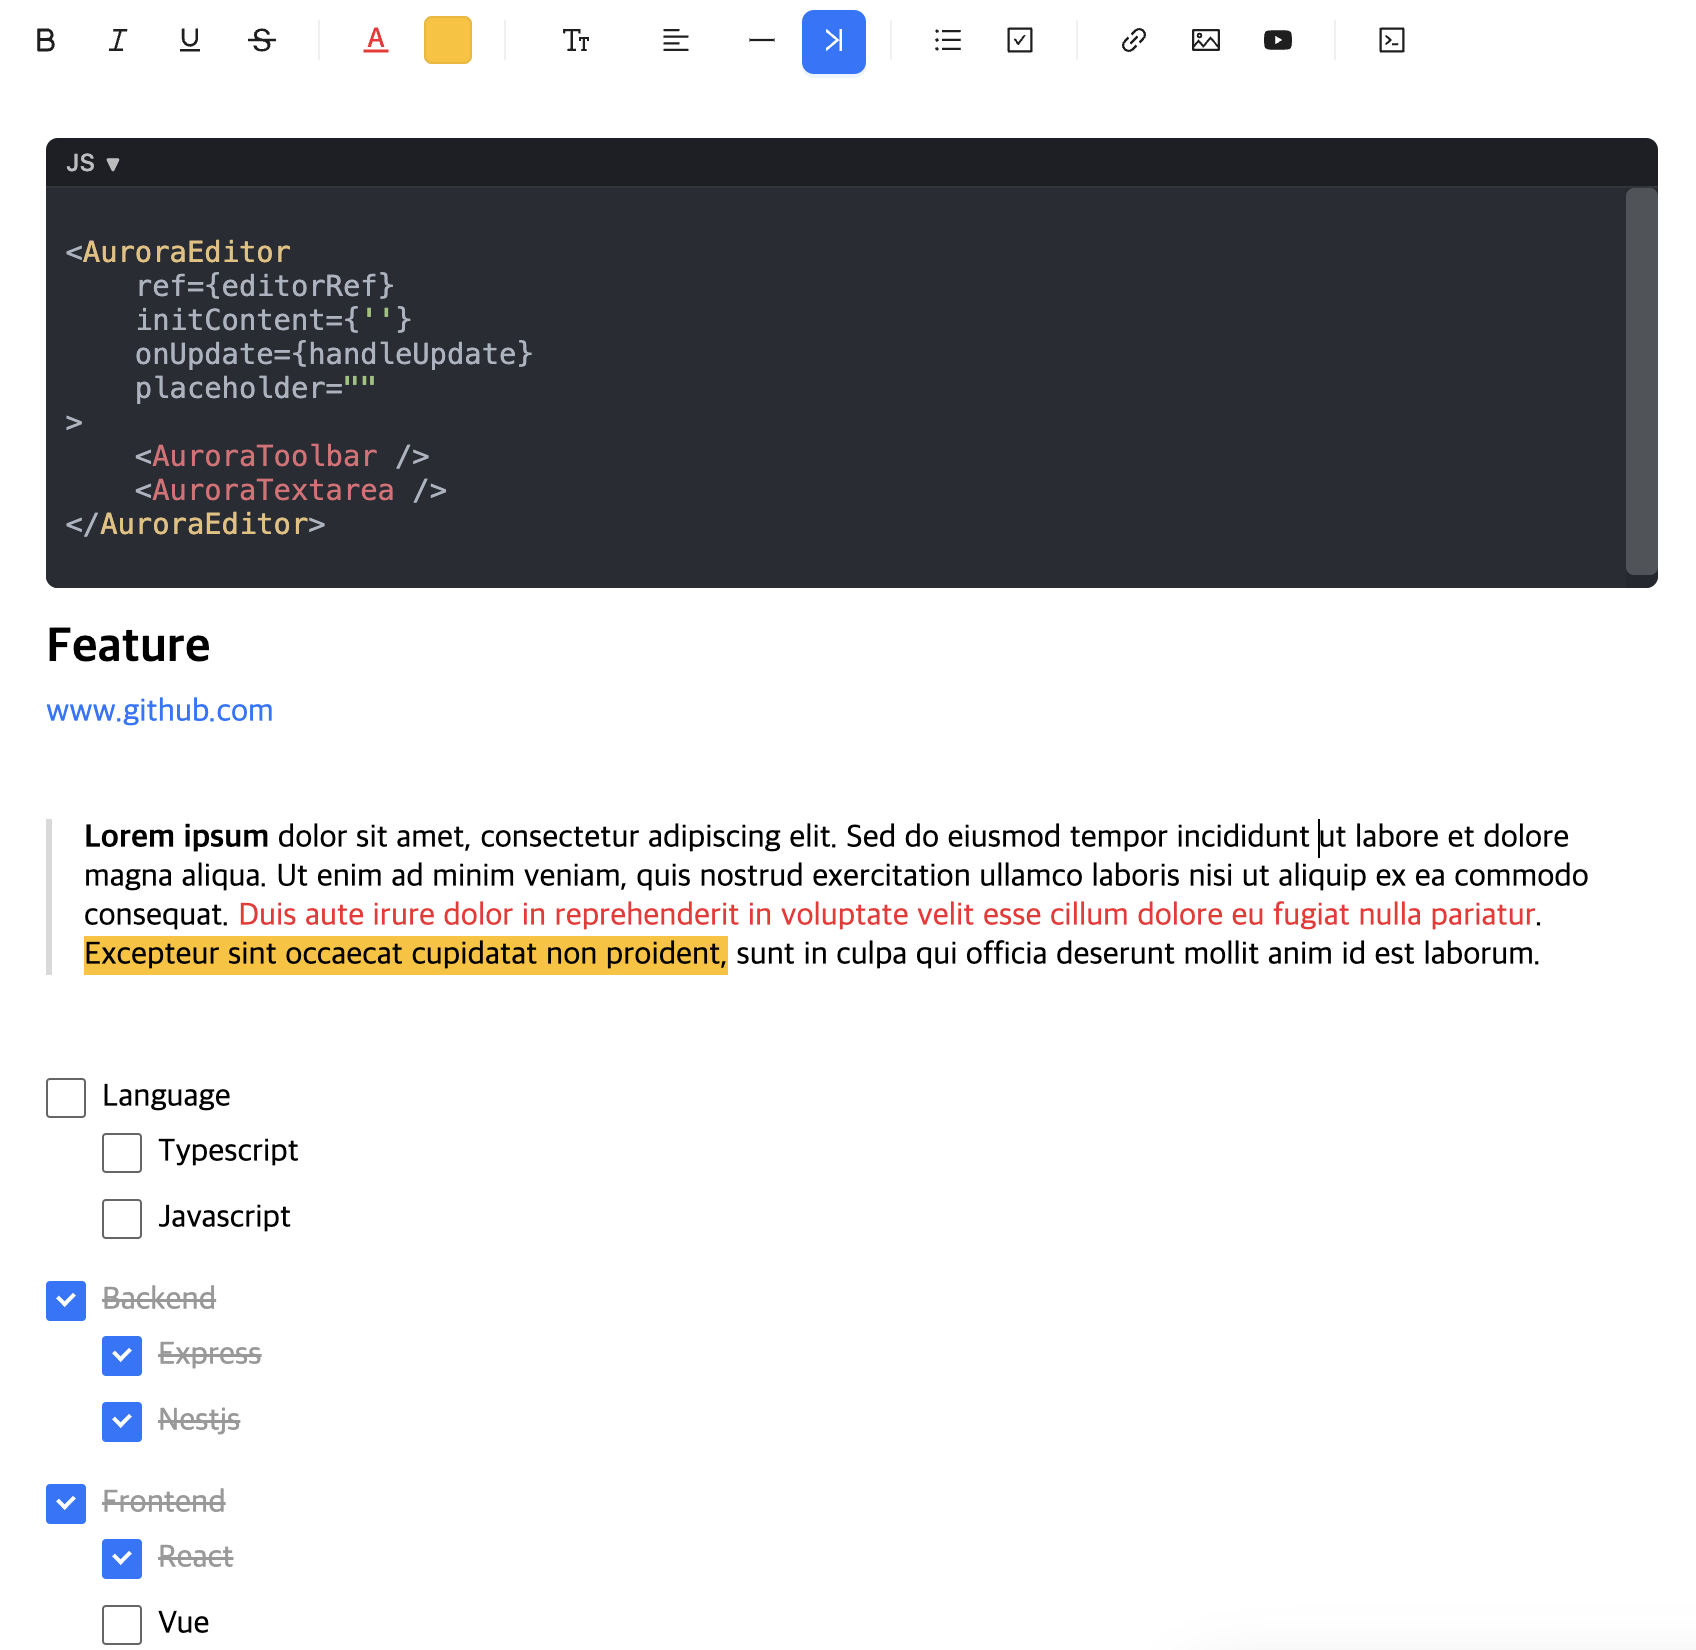 B I U S A Tт
JS ▼
<AuroraEditor
    ref={editorRef}
    initContent={''}
    onUpdate={handleUpdate}
    placeholder=""
>
    <AuroraToolbar />
    <AuroraTextarea />
</AuroraEditor>
Feature
www.github.com
Lorem ipsum dolor sit amet, consectetur adipiscing elit. Sed do eiusmod tempor incididunt ut labore et dolore
magna aliqua. Ut enim ad minim veniam, quis nostrud exercitation ullamco laboris nisi ut aliquip ex ea commodo
consequat. Duis aute irure dolor in reprehenderit in voluptate velit esse cillum dolore eu fugiat nulla pariatur.
Excepteur sint occaecat cupidatat non proident, sunt in culpa qui officia deserunt mollit anim id est laborum.
Language
Typescript
Javascript
Backend
Express
Nestjs
Frontend
React
Vue